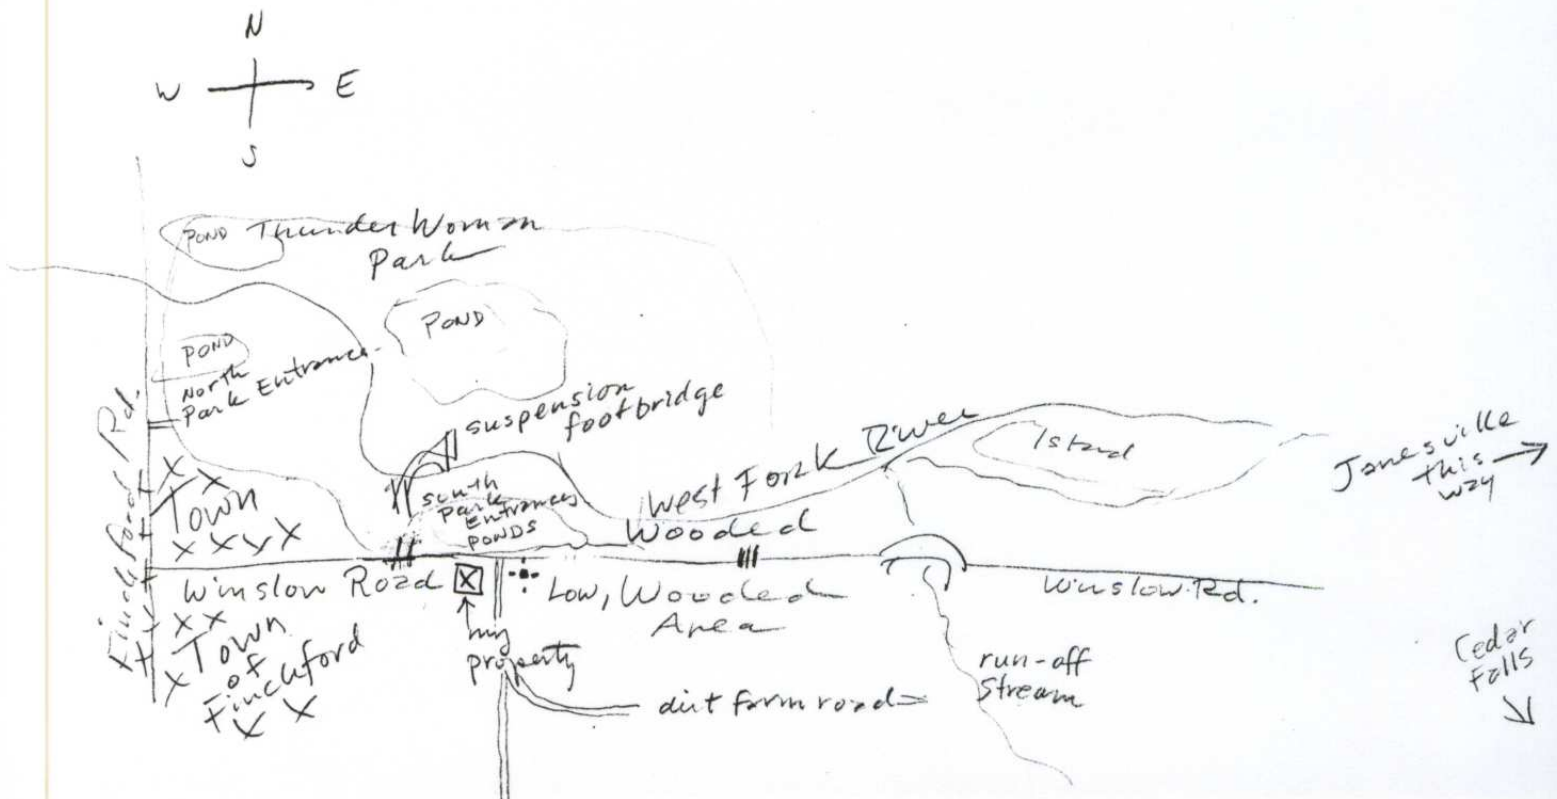 N
W E
S
POND Thunder Woman
Park
POND
POND
North
Park Entrance
suspension
footbridge
West Fork River
Island
Janesville
this
way
Finchford Rd.
X X
Town
X X X X
South
Park
Entrances
PONDS
Wooded
Winslow Road
X
Low, Wooded
Area
Winslow Rd.
my
property
X X
Town
of
Finchford
X
X X
dirt farm road
run-off
stream
Cedar
Falls